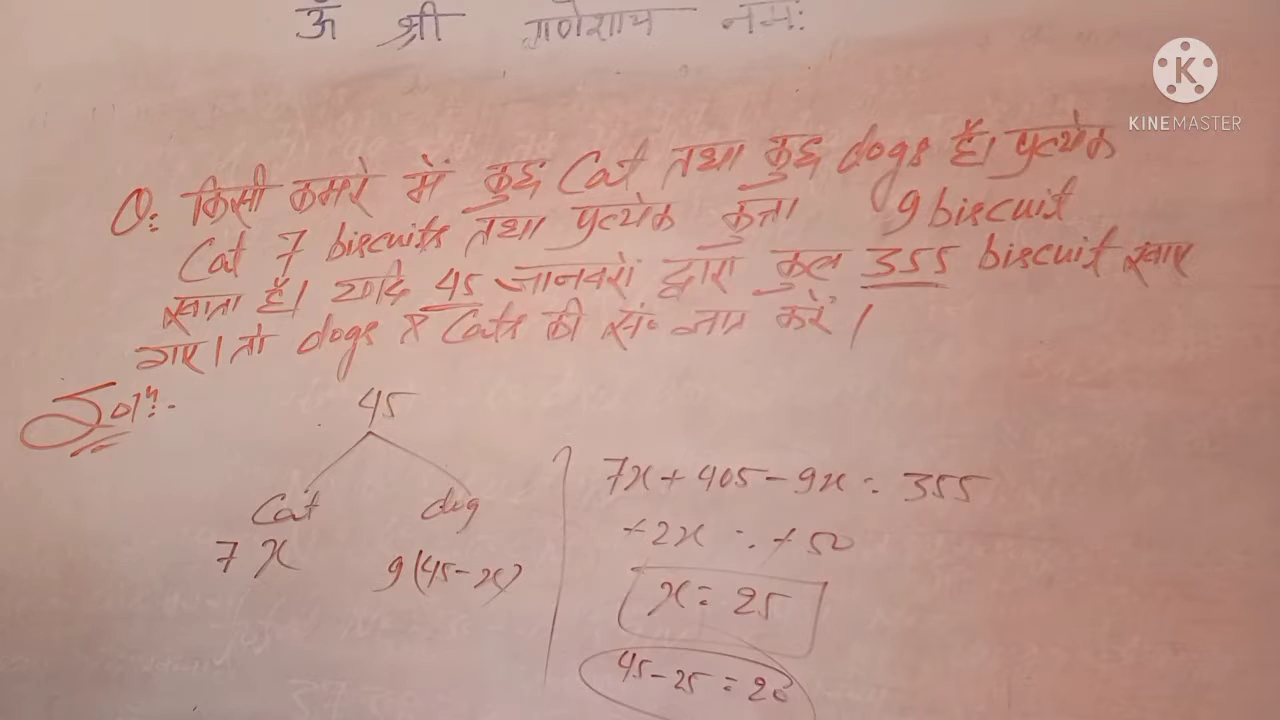 ॐ श्री गणेशाय नमः
K
KINEMASTER
Q: किसी कमरे में कुछ Cat तथा कुछ dogs हैं। प्रत्येक
Cat 7 biscuits तथा प्रत्येक कुत्ता 9 biscuit
खाता है। यदि 45 जानवरों द्वारा कुल 355 biscuit खाए
गए। तो dogs & Cats की सं॰ ज्ञात करें।
Solⁿ:-
45
Cat dog
7x 9(45-x)
7x + 405 - 9x = 355
+2x = +50
x = 25
45-25 = 20